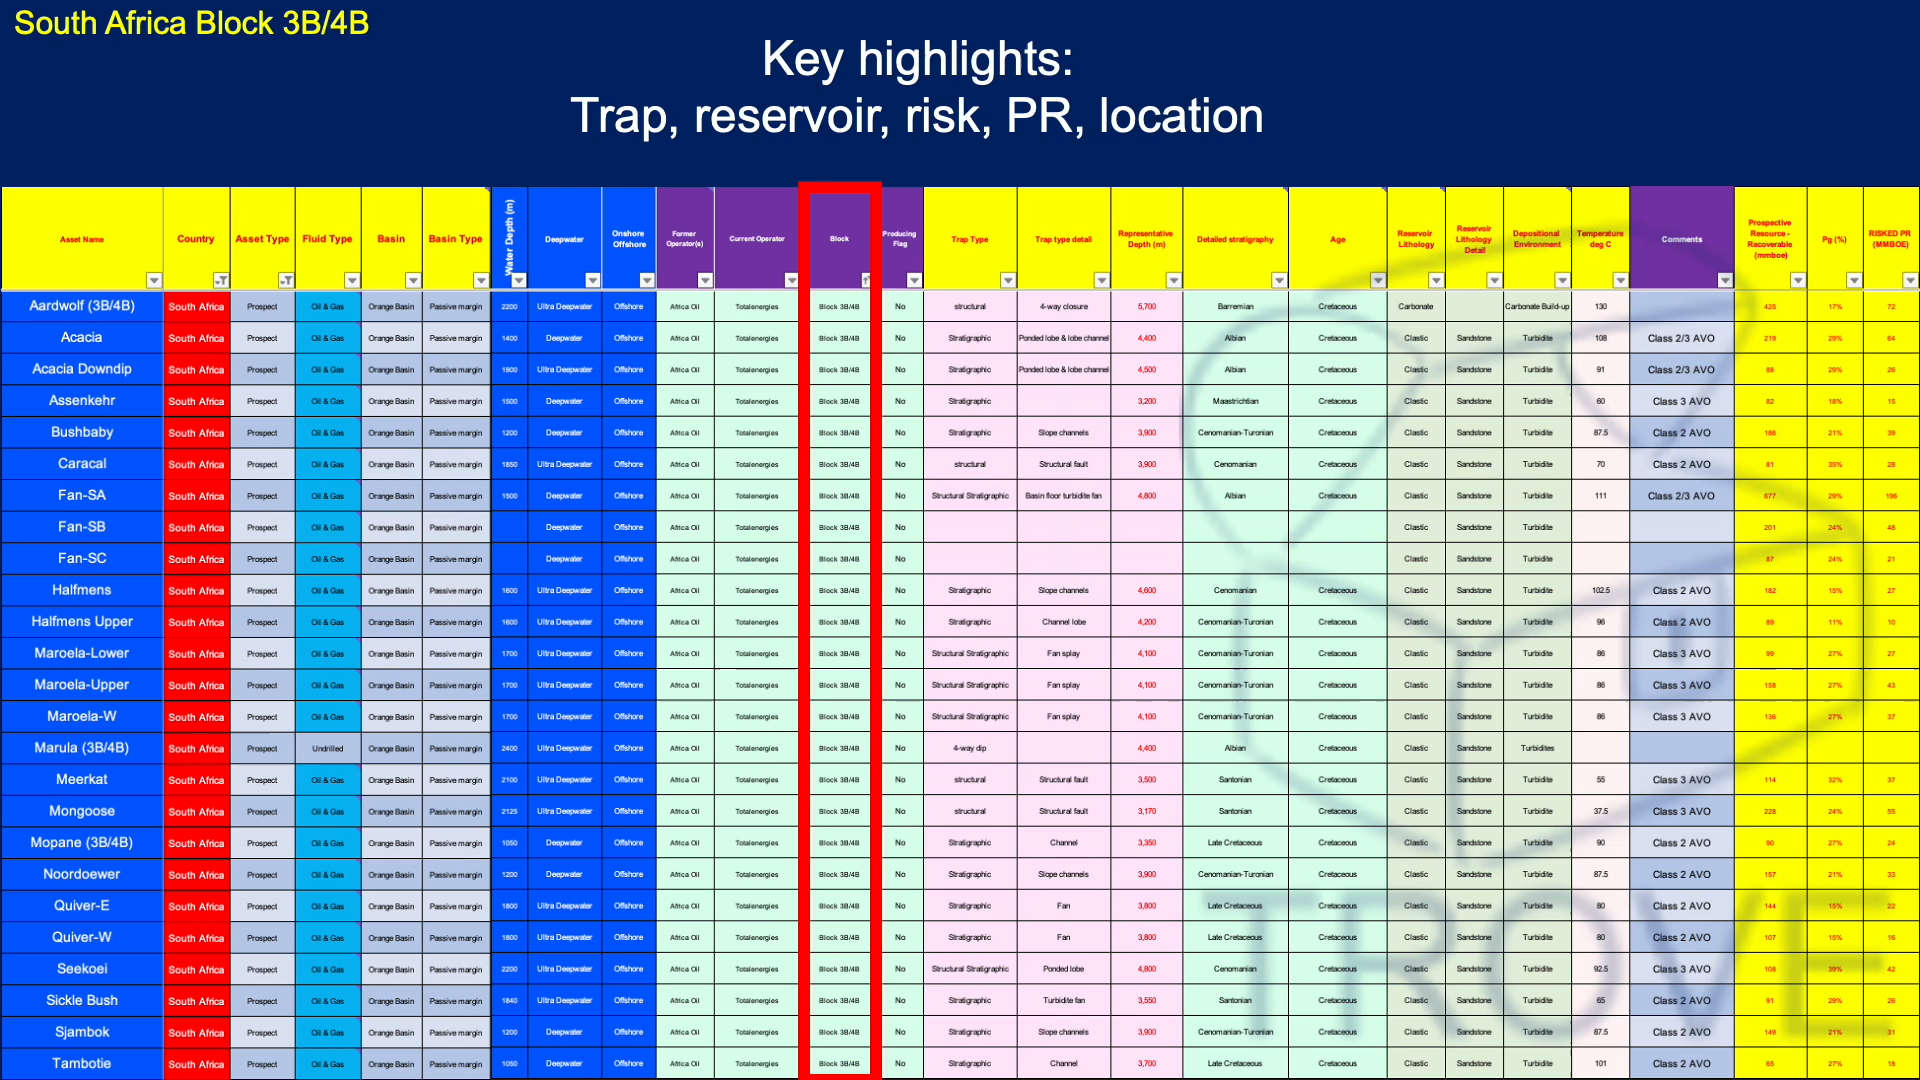 South Africa Block 3B/4B
Key highlights:
Trap, reservoir, risk, PR, location
Asset Name Country Asset Type Fluid Type Basin Basin Type Water Depth (m) Deepwater Onshore Offshore Former Operator(s) Current Operator Block Producing Flag Trap Type Trap type detail Representative Depth (m) Detailed stratigraphy Age Reservoir Lithology Reservoir Lithology Detail Depositional Environment Temperature deg C Comments Prospective Resource - Recoverable (mmboe) Pg (%) RISKED PR (MMBOE)
Aardwolf (3B/4B) South Africa Prospect Oil & Gas Orange Basin Passive margin 2200 Ultra Deepwater Offshore Africa Oil Totalenergies Block 3B/4B No structural 4-way closure 5,700 Barremian Cretaceous Carbonate Carbonate Build-up 130 425 17% 72
Acacia South Africa Prospect Oil & Gas Orange Basin Passive margin 1400 Deepwater Offshore Africa Oil Totalenergies Block 3B/4B No Stratigraphic Ponded lobe & lobe channel 4,400 Albian Cretaceous Clastic Sandstone Turbidite 108 Class 2/3 AVO 219 29% 64
Acacia Downdip South Africa Prospect Oil & Gas Orange Basin Passive margin 1900 Ultra Deepwater Offshore Africa Oil Totalenergies Block 3B/4B No Stratigraphic Ponded lobe & lobe channel 4,500 Albian Cretaceous Clastic Sandstone Turbidite 91 Class 2/3 AVO 88 29% 26
Assenkehr South Africa Prospect Oil & Gas Orange Basin Passive margin 1500 Deepwater Offshore Africa Oil Totalenergies Block 3B/4B No Stratigraphic 3,200 Maastrichtian Cretaceous Clastic Sandstone Turbidite 60 Class 3 AVO 82 18% 15
Bushbaby South Africa Prospect Oil & Gas Orange Basin Passive margin 1200 Deepwater Offshore Africa Oil Totalenergies Block 3B/4B No Stratigraphic Slope channels 3,900 Cenomanian-Turonian Cretaceous Clastic Sandstone Turbidite 87.5 Class 2 AVO 186 21% 39
Caracal South Africa Prospect Oil & Gas Orange Basin Passive margin 1850 Ultra Deepwater Offshore Africa Oil Totalenergies Block 3B/4B No structural Structural fault 3,900 Cenomanian Cretaceous Clastic Sandstone Turbidite 70 Class 2 AVO 81 35% 28
Fan-SA South Africa Prospect Oil & Gas Orange Basin Passive margin 1500 Deepwater Offshore Africa Oil Totalenergies Block 3B/4B No Structural Stratigraphic Basin floor turbidite fan 4,800 Albian Cretaceous Clastic Sandstone Turbidite 111 Class 2/3 AVO 677 29% 196
Fan-SB South Africa Prospect Oil & Gas Orange Basin Passive margin Deepwater Offshore Africa Oil Totalenergies Block 3B/4B No Clastic Sandstone Turbidite 201 24% 48
Fan-SC South Africa Prospect Oil & Gas Orange Basin Passive margin Deepwater Offshore Africa Oil Totalenergies Block 3B/4B No Clastic Sandstone Turbidite 87 24% 21
Halfmens South Africa Prospect Oil & Gas Orange Basin Passive margin 1600 Ultra Deepwater Offshore Africa Oil Totalenergies Block 3B/4B No Stratigraphic Slope channels 4,600 Cenomanian Cretaceous Clastic Sandstone Turbidite 102.5 Class 2 AVO 182 15% 27
Halfmens Upper South Africa Prospect Oil & Gas Orange Basin Passive margin 1600 Ultra Deepwater Offshore Africa Oil Totalenergies Block 3B/4B No Stratigraphic Channel lobe 4,200 Cenomanian-Turonian Cretaceous Clastic Sandstone Turbidite 96 Class 2 AVO 89 11% 10
Maroela-Lower South Africa Prospect Oil & Gas Orange Basin Passive margin 1700 Ultra Deepwater Offshore Africa Oil Totalenergies Block 3B/4B No Structural Stratigraphic Fan splay 4,100 Cenomanian-Turonian Cretaceous Clastic Sandstone Turbidite 86 Class 3 AVO 99 27% 27
Maroela-Upper South Africa Prospect Oil & Gas Orange Basin Passive margin 1700 Ultra Deepwater Offshore Africa Oil Totalenergies Block 3B/4B No Structural Stratigraphic Fan splay 4,100 Cenomanian-Turonian Cretaceous Clastic Sandstone Turbidite 86 Class 3 AVO 158 27% 43
Maroela-W South Africa Prospect Oil & Gas Orange Basin Passive margin 1700 Ultra Deepwater Offshore Africa Oil Totalenergies Block 3B/4B No Structural Stratigraphic Fan splay 4,100 Cenomanian-Turonian Cretaceous Clastic Sandstone Turbidite 86 Class 3 AVO 136 27% 37
Marula (3B/4B) South Africa Prospect Undrilled Orange Basin Passive margin 2400 Ultra Deepwater Offshore Africa Oil Totalenergies Block 3B/4B No 4-way dip 4,400 Albian Cretaceous Clastic Sandstone Turbidites
Meerkat South Africa Prospect Oil & Gas Orange Basin Passive margin 2100 Ultra Deepwater Offshore Africa Oil Totalenergies Block 3B/4B No structural Structural fault 3,500 Santonian Cretaceous Clastic Sandstone Turbidite 55 Class 3 AVO 114 32% 37
Mongoose South Africa Prospect Oil & Gas Orange Basin Passive margin 2125 Ultra Deepwater Offshore Africa Oil Totalenergies Block 3B/4B No structural Structural fault 3,170 Santonian Cretaceous Clastic Sandstone Turbidite 37.5 Class 3 AVO 228 24% 55
Mopane (3B/4B) South Africa Prospect Oil & Gas Orange Basin Passive margin 1050 Deepwater Offshore Africa Oil Totalenergies Block 3B/4B No Stratigraphic Channel 3,350 Late Cretaceous Cretaceous Clastic Sandstone Turbidite 90 Class 2 AVO 90 27% 24
Noordoewer South Africa Prospect Oil & Gas Orange Basin Passive margin 1200 Deepwater Offshore Africa Oil Totalenergies Block 3B/4B No Stratigraphic Slope channels 3,900 Cenomanian-Turonian Cretaceous Clastic Sandstone Turbidite 87.5 Class 2 AVO 157 21% 33
Quiver-E South Africa Prospect Oil & Gas Orange Basin Passive margin 1800 Ultra Deepwater Offshore Africa Oil Totalenergies Block 3B/4B No Stratigraphic Fan 3,800 Late Cretaceous Cretaceous Clastic Sandstone Turbidite 80 Class 2 AVO 144 15% 22
Quiver-W South Africa Prospect Oil & Gas Orange Basin Passive margin 1800 Ultra Deepwater Offshore Africa Oil Totalenergies Block 3B/4B No Stratigraphic Fan 3,800 Late Cretaceous Cretaceous Clastic Sandstone Turbidite 80 Class 2 AVO 107 15% 16
Seekoei South Africa Prospect Oil & Gas Orange Basin Passive margin 2200 Ultra Deepwater Offshore Africa Oil Totalenergies Block 3B/4B No Structural Stratigraphic Ponded lobe 4,800 Cenomanian Cretaceous Clastic Sandstone Turbidite 92.5 Class 3 AVO 108 39% 42
Sickle Bush South Africa Prospect Oil & Gas Orange Basin Passive margin 1840 Ultra Deepwater Offshore Africa Oil Totalenergies Block 3B/4B No Stratigraphic Turbidite fan 3,550 Santonian Cretaceous Clastic Sandstone Turbidite 65 Class 2 AVO 91 29% 26
Sjambok South Africa Prospect Oil & Gas Orange Basin Passive margin 1200 Deepwater Offshore Africa Oil Totalenergies Block 3B/4B No Stratigraphic Slope channels 3,900 Cenomanian-Turonian Cretaceous Clastic Sandstone Turbidite 87.5 Class 2 AVO 149 21% 31
Tambotie South Africa Prospect Oil & Gas Orange Basin Passive margin 1050 Deepwater Offshore Africa Oil Totalenergies Block 3B/4B No Stratigraphic Channel 3,700 Late Cretaceous Cretaceous Clastic Sandstone Turbidite 101 Class 2 AVO 65 27% 18
TROVE